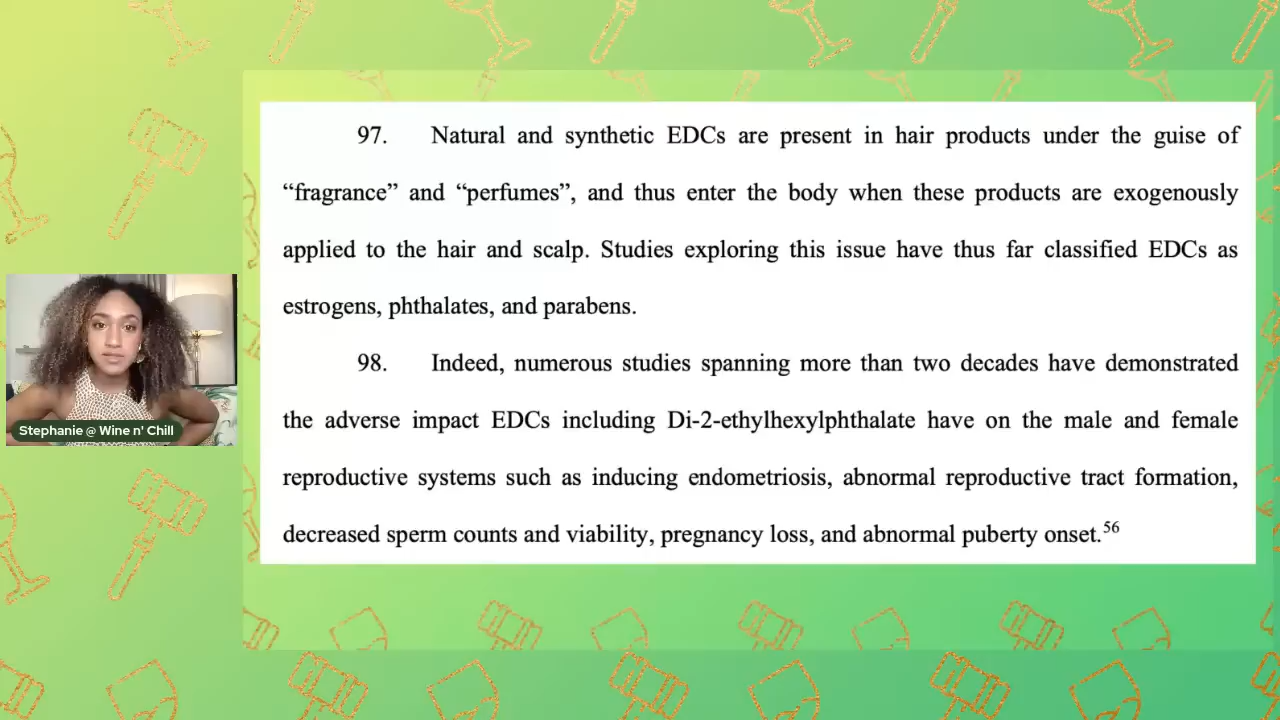 97. Natural and synthetic EDCs are present in hair products under the guise of
“fragrance” and “perfumes”, and thus enter the body when these products are exogenously
applied to the hair and scalp. Studies exploring this issue have thus far classified EDCs as
estrogens, phthalates, and parabens.
98. Indeed, numerous studies spanning more than two decades have demonstrated
the adverse impact EDCs including Di-2-ethylhexylphthalate have on the male and female
reproductive systems such as inducing endometriosis, abnormal reproductive tract formation,
decreased sperm counts and viability, pregnancy loss, and abnormal puberty onset.56
Stephanie @ Wine n' Chill